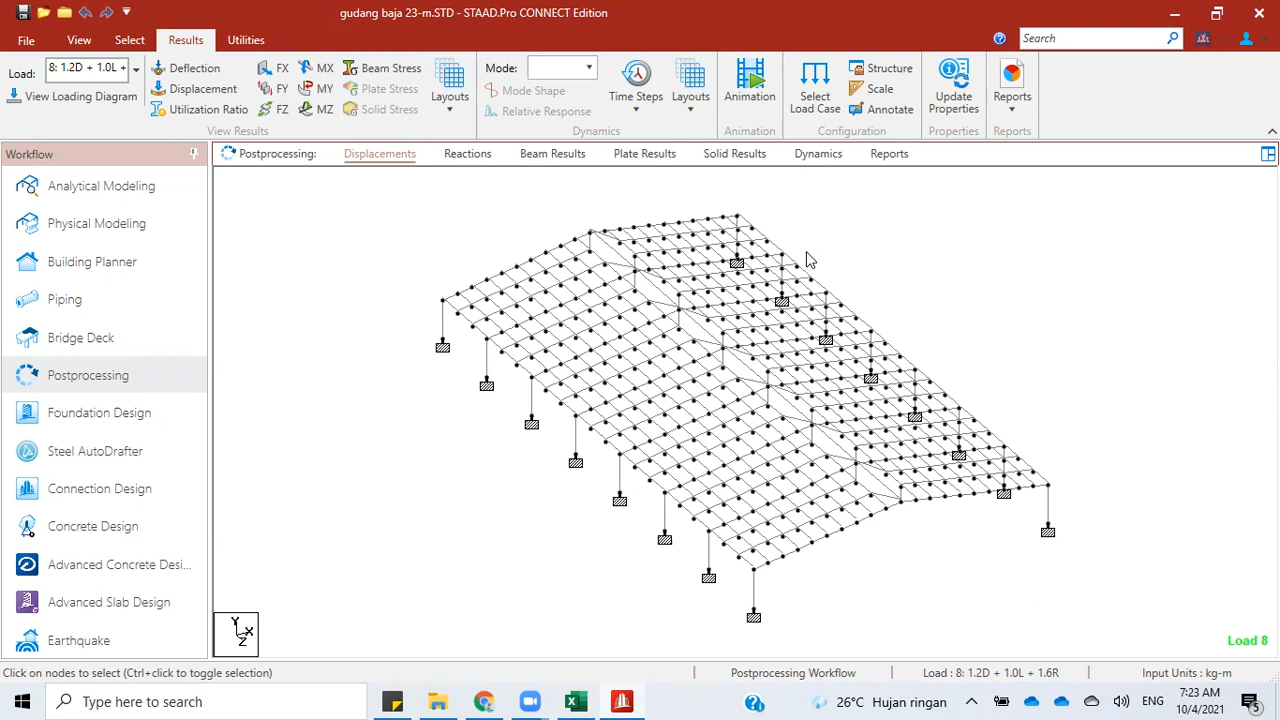 gudang baja 23-m.STD - STAAD.Pro CONNECT Edition
File View Select Results Utilities Search
Load: 8: 1.2D + 1.0L +
View Loading Diagram
Deflection
Displacement
Utilization Ratio
FX
FY
FZ
MX
MY
MZ
Beam Stress
Plate Stress
Solid Stress
Layouts
View Results
Mode:
Mode Shape
Relative Response
Time Steps
Layouts
Dynamics
Animation
Animation
Select Load Case
Structure
Scale
Annotate
Configuration
Update Properties
Properties
Reports
Reports
Workflow
Postprocessing: Displacements Reactions Beam Results Plate Results Solid Results Dynamics Reports
Analytical Modeling
Physical Modeling
Building Planner
Piping
Bridge Deck
Postprocessing
Foundation Design
Steel AutoDrafter
Connection Design
Concrete Design
Advanced Concrete Desi...
Advanced Slab Design
Earthquake
Y
X
Z
Load 8
Click on nodes to select (Ctrl+click to toggle selection) Postprocessing Workflow Load : 8: 1.2D + 1.0L + 1.6R Input Units : kg-m
Type here to search
26°C Hujan ringan
ENG
7:23 AM
10/4/2021
5